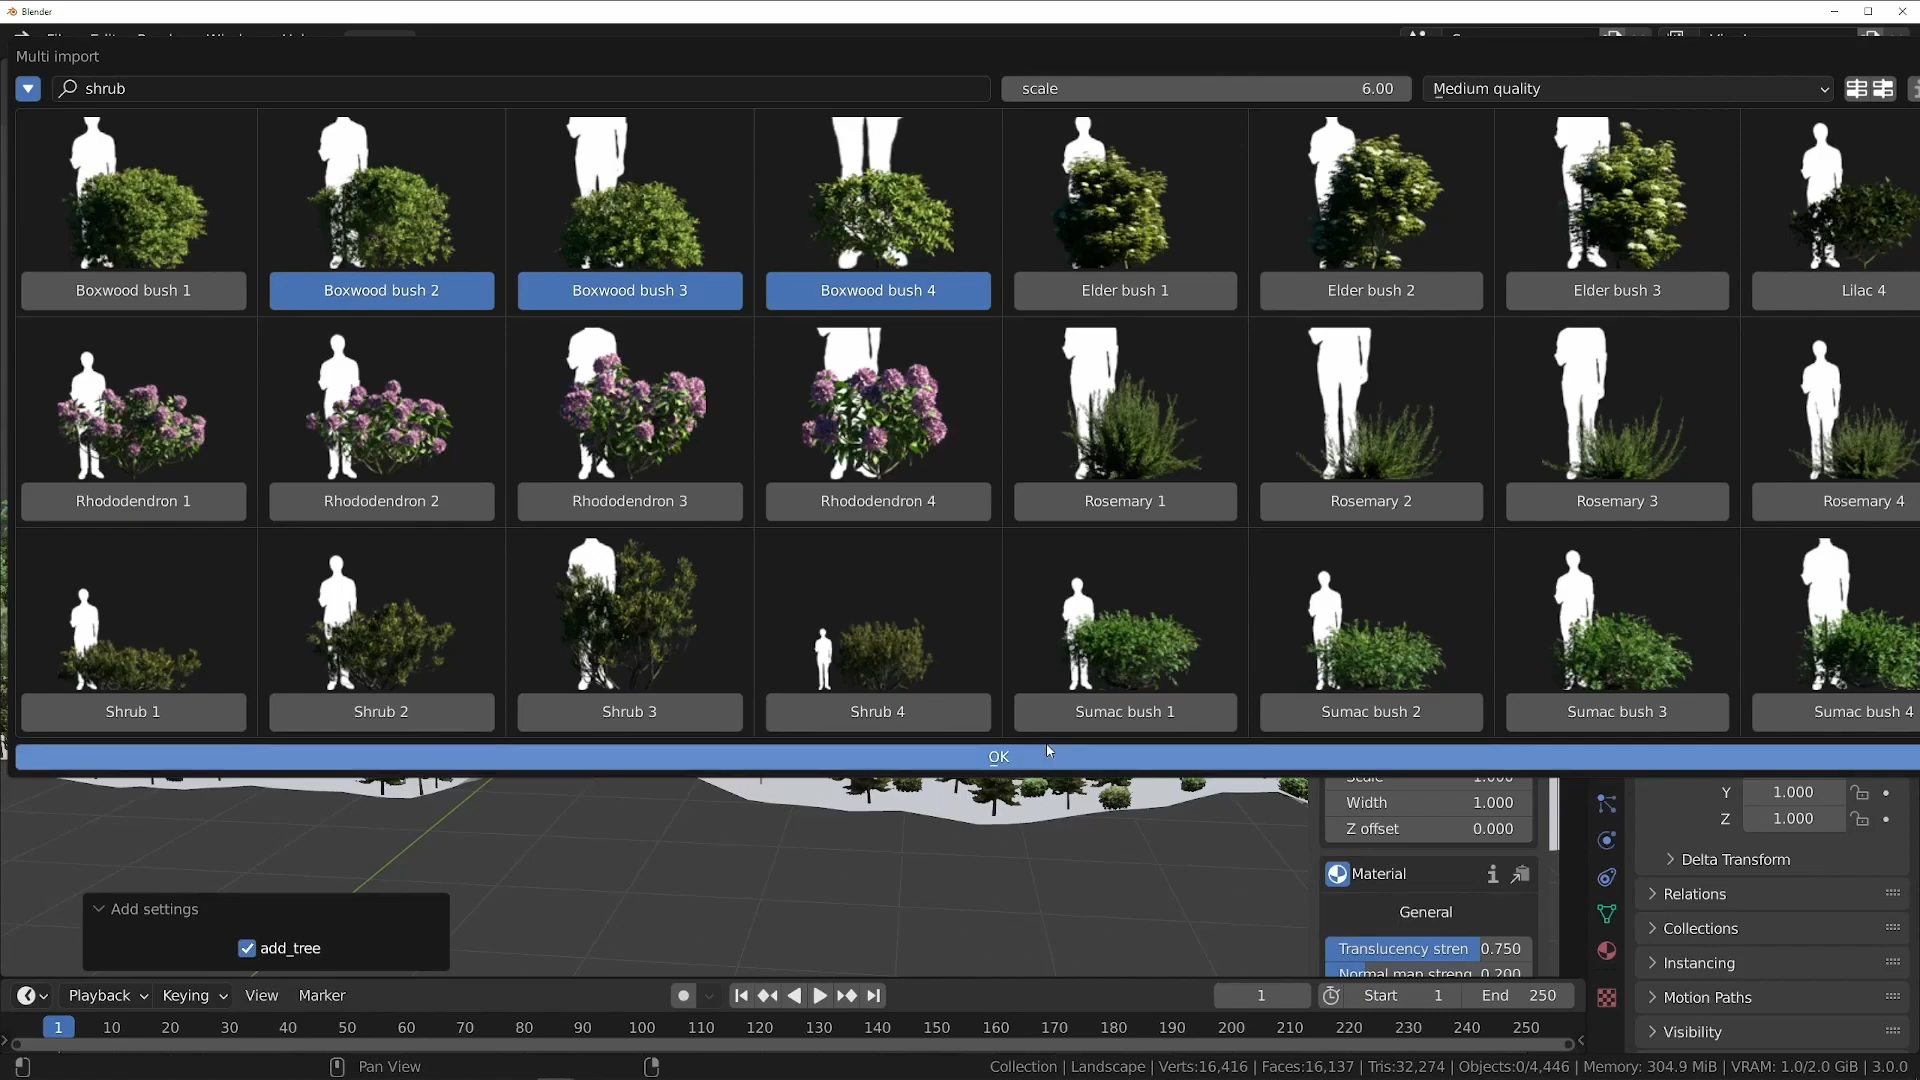 Blender
Multi import
shrub
scale 6.00
Medium quality
Boxwood bush 1
Boxwood bush 2
Boxwood bush 3
Boxwood bush 4
Elder bush 1
Elder bush 2
Elder bush 3
Lilac 4
Rhododendron 1
Rhododendron 2
Rhododendron 3
Rhododendron 4
Rosemary 1
Rosemary 2
Rosemary 3
Rosemary 4
Shrub 1
Shrub 2
Shrub 3
Shrub 4
Sumac bush 1
Sumac bush 2
Sumac bush 3
Sumac bush 4
OK
Scale 1.000
Width 1.000
Z offset 0.000
Material
General
Translucency stren 0.750
Normal map streng 0.200
Y 1.000
Z 1.000
Delta Transform
Relations
Collections
Instancing
Motion Paths
Visibility
Add settings
add_tree
Playback Keying View Marker
1 Start 1 End 250
1 10 20 30 40 50 60 70 80 90 100 110 120 130 140 150 160 170 180 190 200 210 220 230 240 250
Pan View
Collection | Landscape | Verts:16,416 | Faces:16,137 | Tris:32,274 | Objects:0/4,446 | Memory: 304.9 MiB | VRAM: 1.0/2.0 GiB | 3.0.0